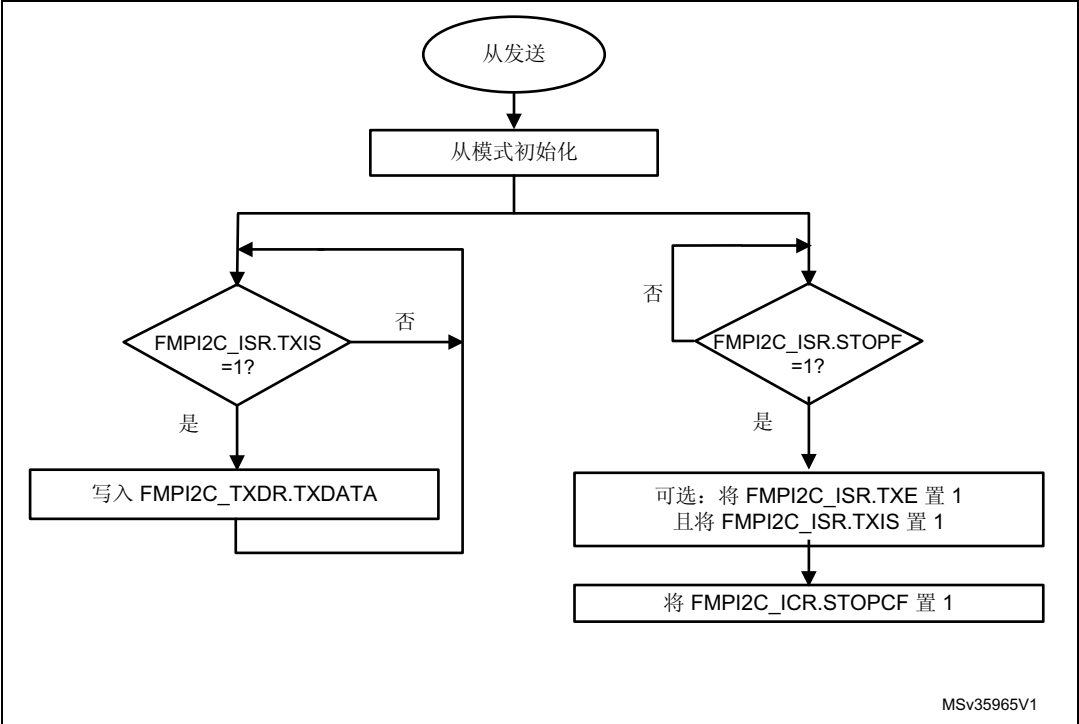 从发送
从模式初始化
否
否
FMPI2C_ISR.TXIS
=1?
FMPI2C_ISR.STOPF
=1?
是
是
写入 FMPI2C_TXDR.TXDATA
可选：将 FMPI2C_ISR.TXE 置 1
且将 FMPI2C_ISR.TXIS 置 1
将 FMPI2C_ICR.STOPCF 置 1
MSv35965V1